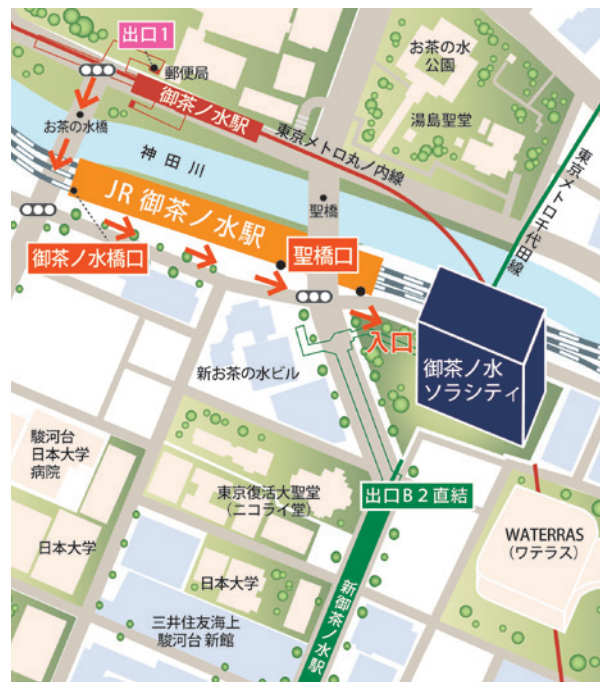 出口1
郵便局
御茶ノ水駅
お茶の水
公園
湯島聖堂
東京メトロ丸ノ内線
東京メトロ千代田線
お茶の水橋
神田川
聖橋
JR 御茶ノ水駅
御茶ノ水橋口
聖橋口
入口
御茶ノ水
ソラシティ
新お茶の水ビル
駿河台
日本大学
病院
東京復活大聖堂
(ニコライ堂)
出口B2直結
WATERRAS
(ワテラス)
日本大学
日本大学
新御茶ノ水駅
三井住友海上
駿河台 新館